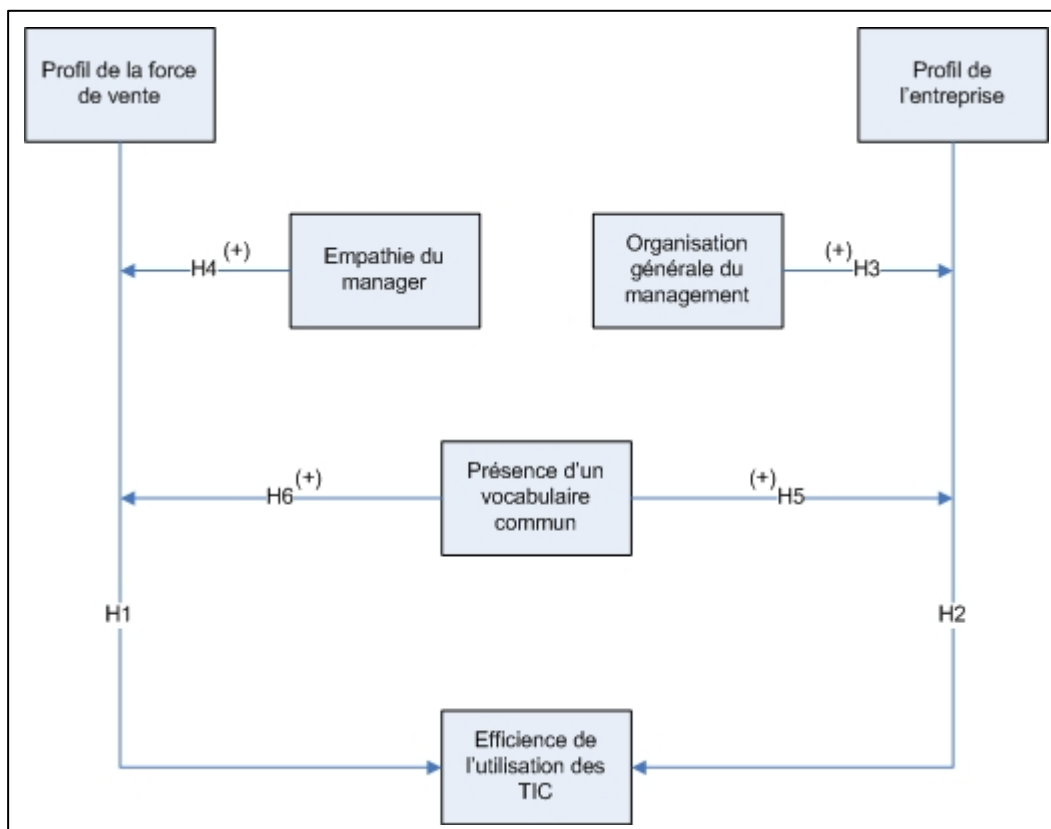 Profil de la force
de vente
Profil de
l'entreprise
Empathie du
manager
Organisation
générale du
management
H4 (+)
(+) H3
Présence d'un
vocabulaire
commun
H6 (+)
(+) H5
H1
H2
Efficience de
l'utilisation des
TIC